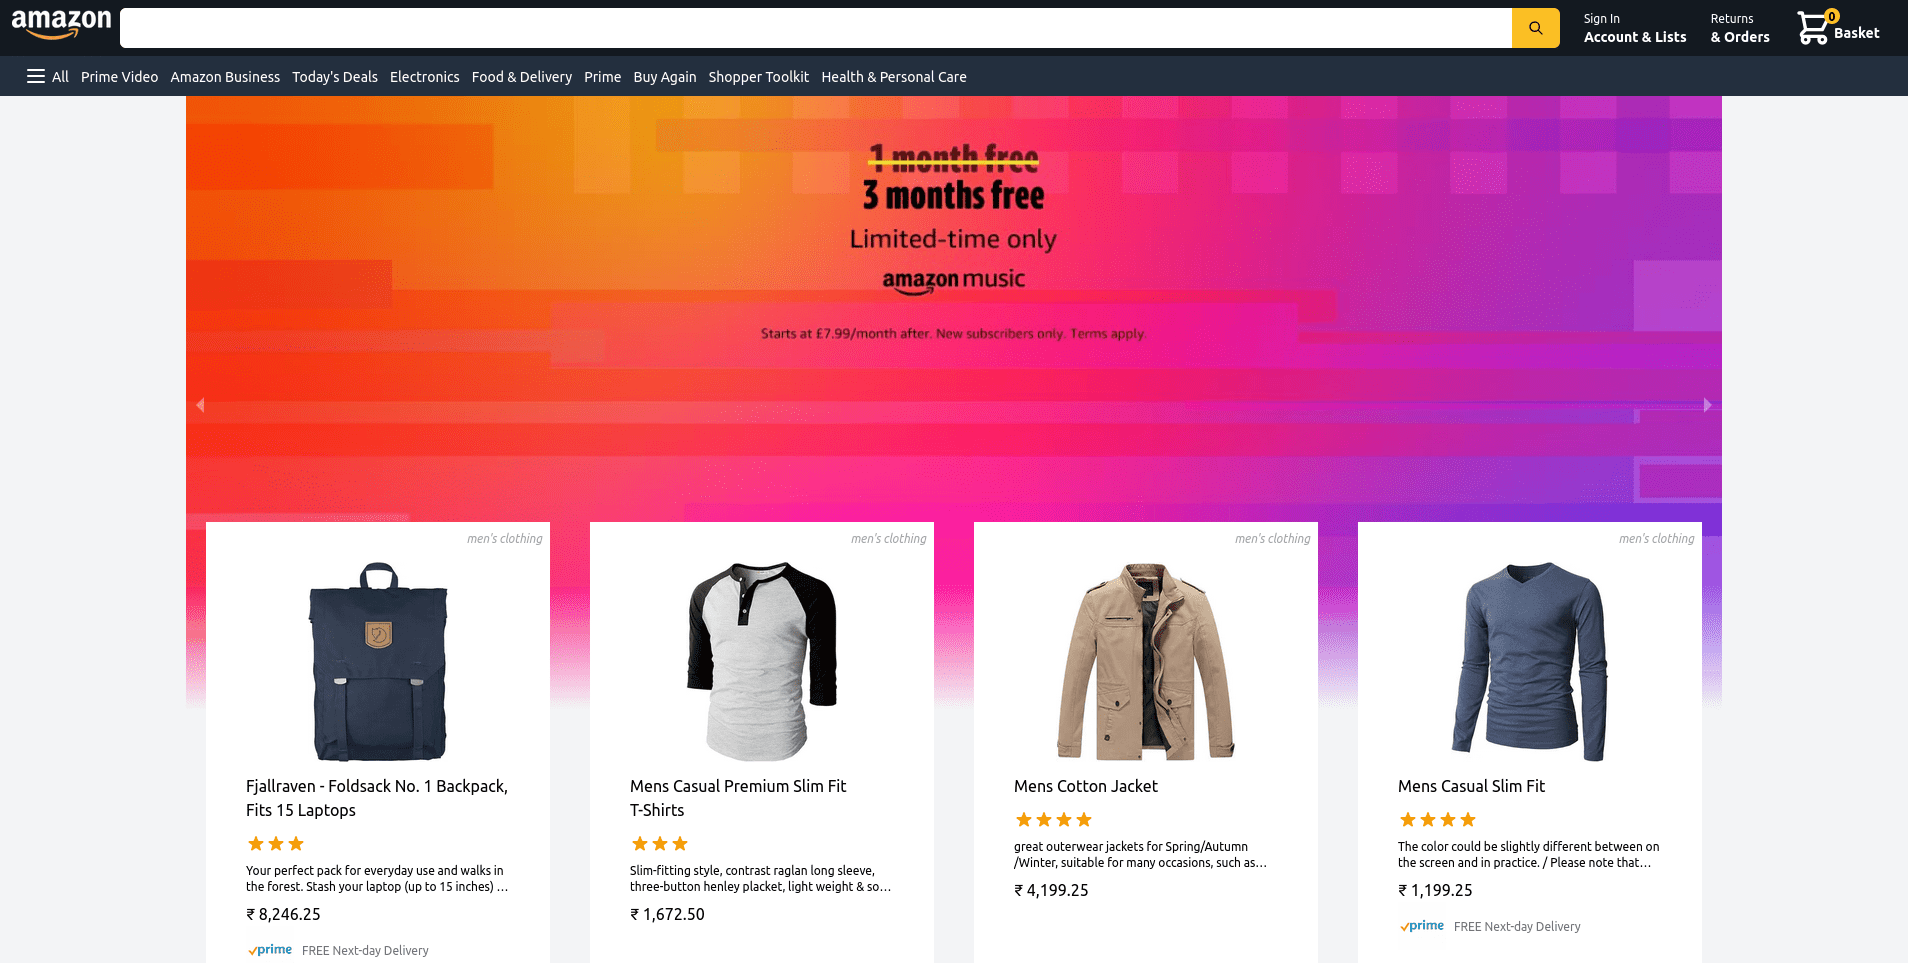 amazon
Sign In
Account & Lists
Returns
& Orders
0
Basket
All Prime Video Amazon Business Today's Deals Electronics Food & Delivery Prime Buy Again Shopper Toolkit Health & Personal Care
1 month free
3 months free
Limited-time only
amazon music
Starts at £7.99/month after. New subscribers only. Terms apply.
men's clothing
Fjallraven - Foldsack No. 1 Backpack,
Fits 15 Laptops
Your perfect pack for everyday use and walks in
the forest. Stash your laptop (up to 15 inches) …
₹ 8,246.25
prime FREE Next-day Delivery
men's clothing
Mens Casual Premium Slim Fit
T-Shirts
Slim-fitting style, contrast raglan long sleeve,
three-button henley placket, light weight & so…
₹ 1,672.50
men's clothing
Mens Cotton Jacket
great outerwear jackets for Spring/Autumn
/Winter, suitable for many occasions, such as…
₹ 4,199.25
men's clothing
Mens Casual Slim Fit
The color could be slightly different between on
the screen and in practice. / Please note that…
₹ 1,199.25
prime FREE Next-day Delivery